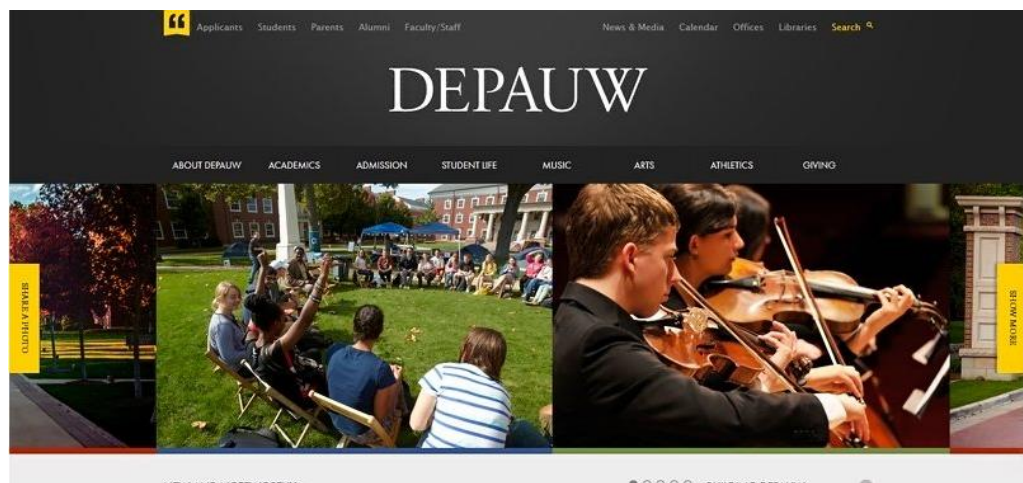 “ Applicants Students Parents Alumni Faculty/Staff News & Media Calendar Offices Libraries Search
DEPAUW
ABOUT DEPAUW ACADEMICS ADMISSION STUDENT LIFE MUSIC ARTS ATHLETICS GIVING
SHARE A PHOTO
SHOW MORE